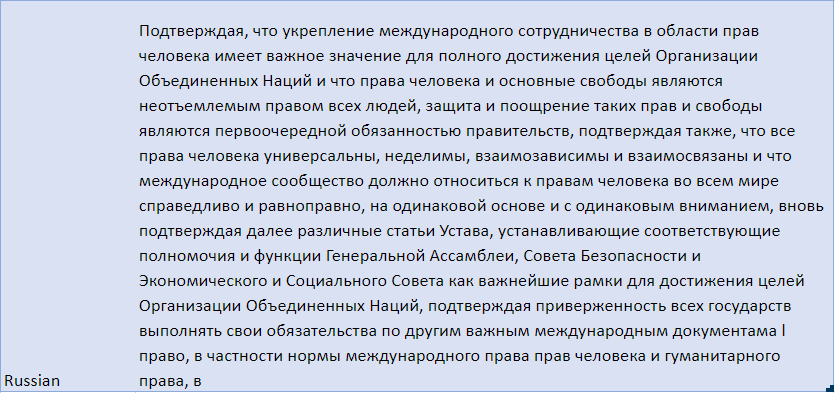 Подтверждая, что укрепление международного сотрудничества в области прав
человека имеет важное значение для полного достижения целей Организации
Объединенных Наций и что права человека и основные свободы являются
неотъемлемым правом всех людей, защита и поощрение таких прав и свободы
являются первоочередной обязанностью правительств, подтверждая также, что все
права человека универсальны, неделимы, взаимозависимы и взаимосвязаны и что
международное сообщество должно относиться к правам человека во всем мире
справедливо и равноправно, на одинаковой основе и с одинаковым вниманием, вновь
подтверждая далее различные статьи Устава, устанавливающие соответствующие
полномочия и функции Генеральной Ассамблеи, Совета Безопасности и
Экономического и Социального Совета как важнейшие рамки для достижения целей
Организации Объединенных Наций, подтверждая приверженность всех государств
выполнять свои обязательства по другим важным международным документама l
право, в частности нормы международного права прав человека и гуманитарного
Russian права, в